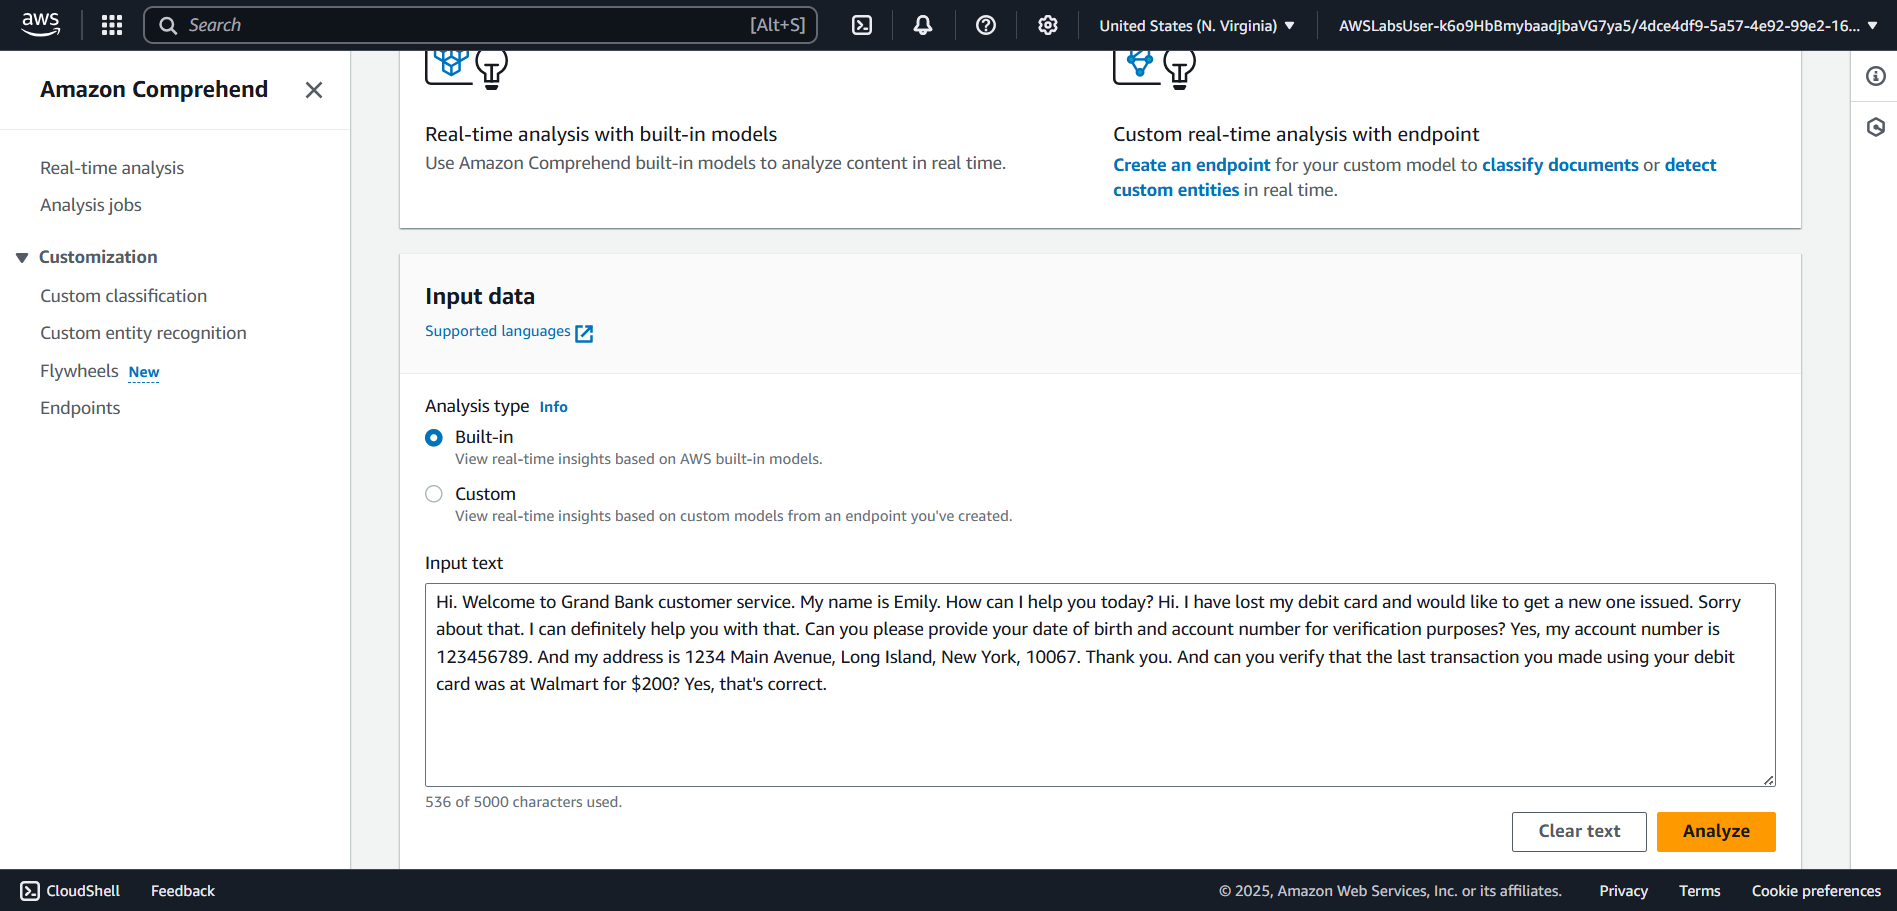 aws
Search
[Alt+S]
United States (N. Virginia)
AWSLabsUser-k6o9HbBmybaadjbaVG7ya5/4dce4df9-5a57-4e92-99e2-16...
Amazon Comprehend
Real-time analysis
Analysis jobs
Customization
Custom classification
Custom entity recognition
Flywheels New
Endpoints
Real-time analysis with built-in models
Use Amazon Comprehend built-in models to analyze content in real time.
Custom real-time analysis with endpoint
Create an endpoint for your custom model to classify documents or detect
custom entities in real time.
Input data
Supported languages
Analysis type Info
Built-in
View real-time insights based on AWS built-in models.
Custom
View real-time insights based on custom models from an endpoint you've created.
Input text
Hi. Welcome to Grand Bank customer service. My name is Emily. How can I help you today? Hi. I have lost my debit card and would like to get a new one issued. Sorry
about that. I can definitely help you with that. Can you please provide your date of birth and account number for verification purposes? Yes, my account number is
123456789. And my address is 1234 Main Avenue, Long Island, New York, 10067. Thank you. And can you verify that the last transaction you made using your debit
card was at Walmart for $200? Yes, that's correct.
536 of 5000 characters used.
Clear text
Analyze
CloudShell
Feedback
© 2025, Amazon Web Services, Inc. or its affiliates.
Privacy
Terms
Cookie preferences